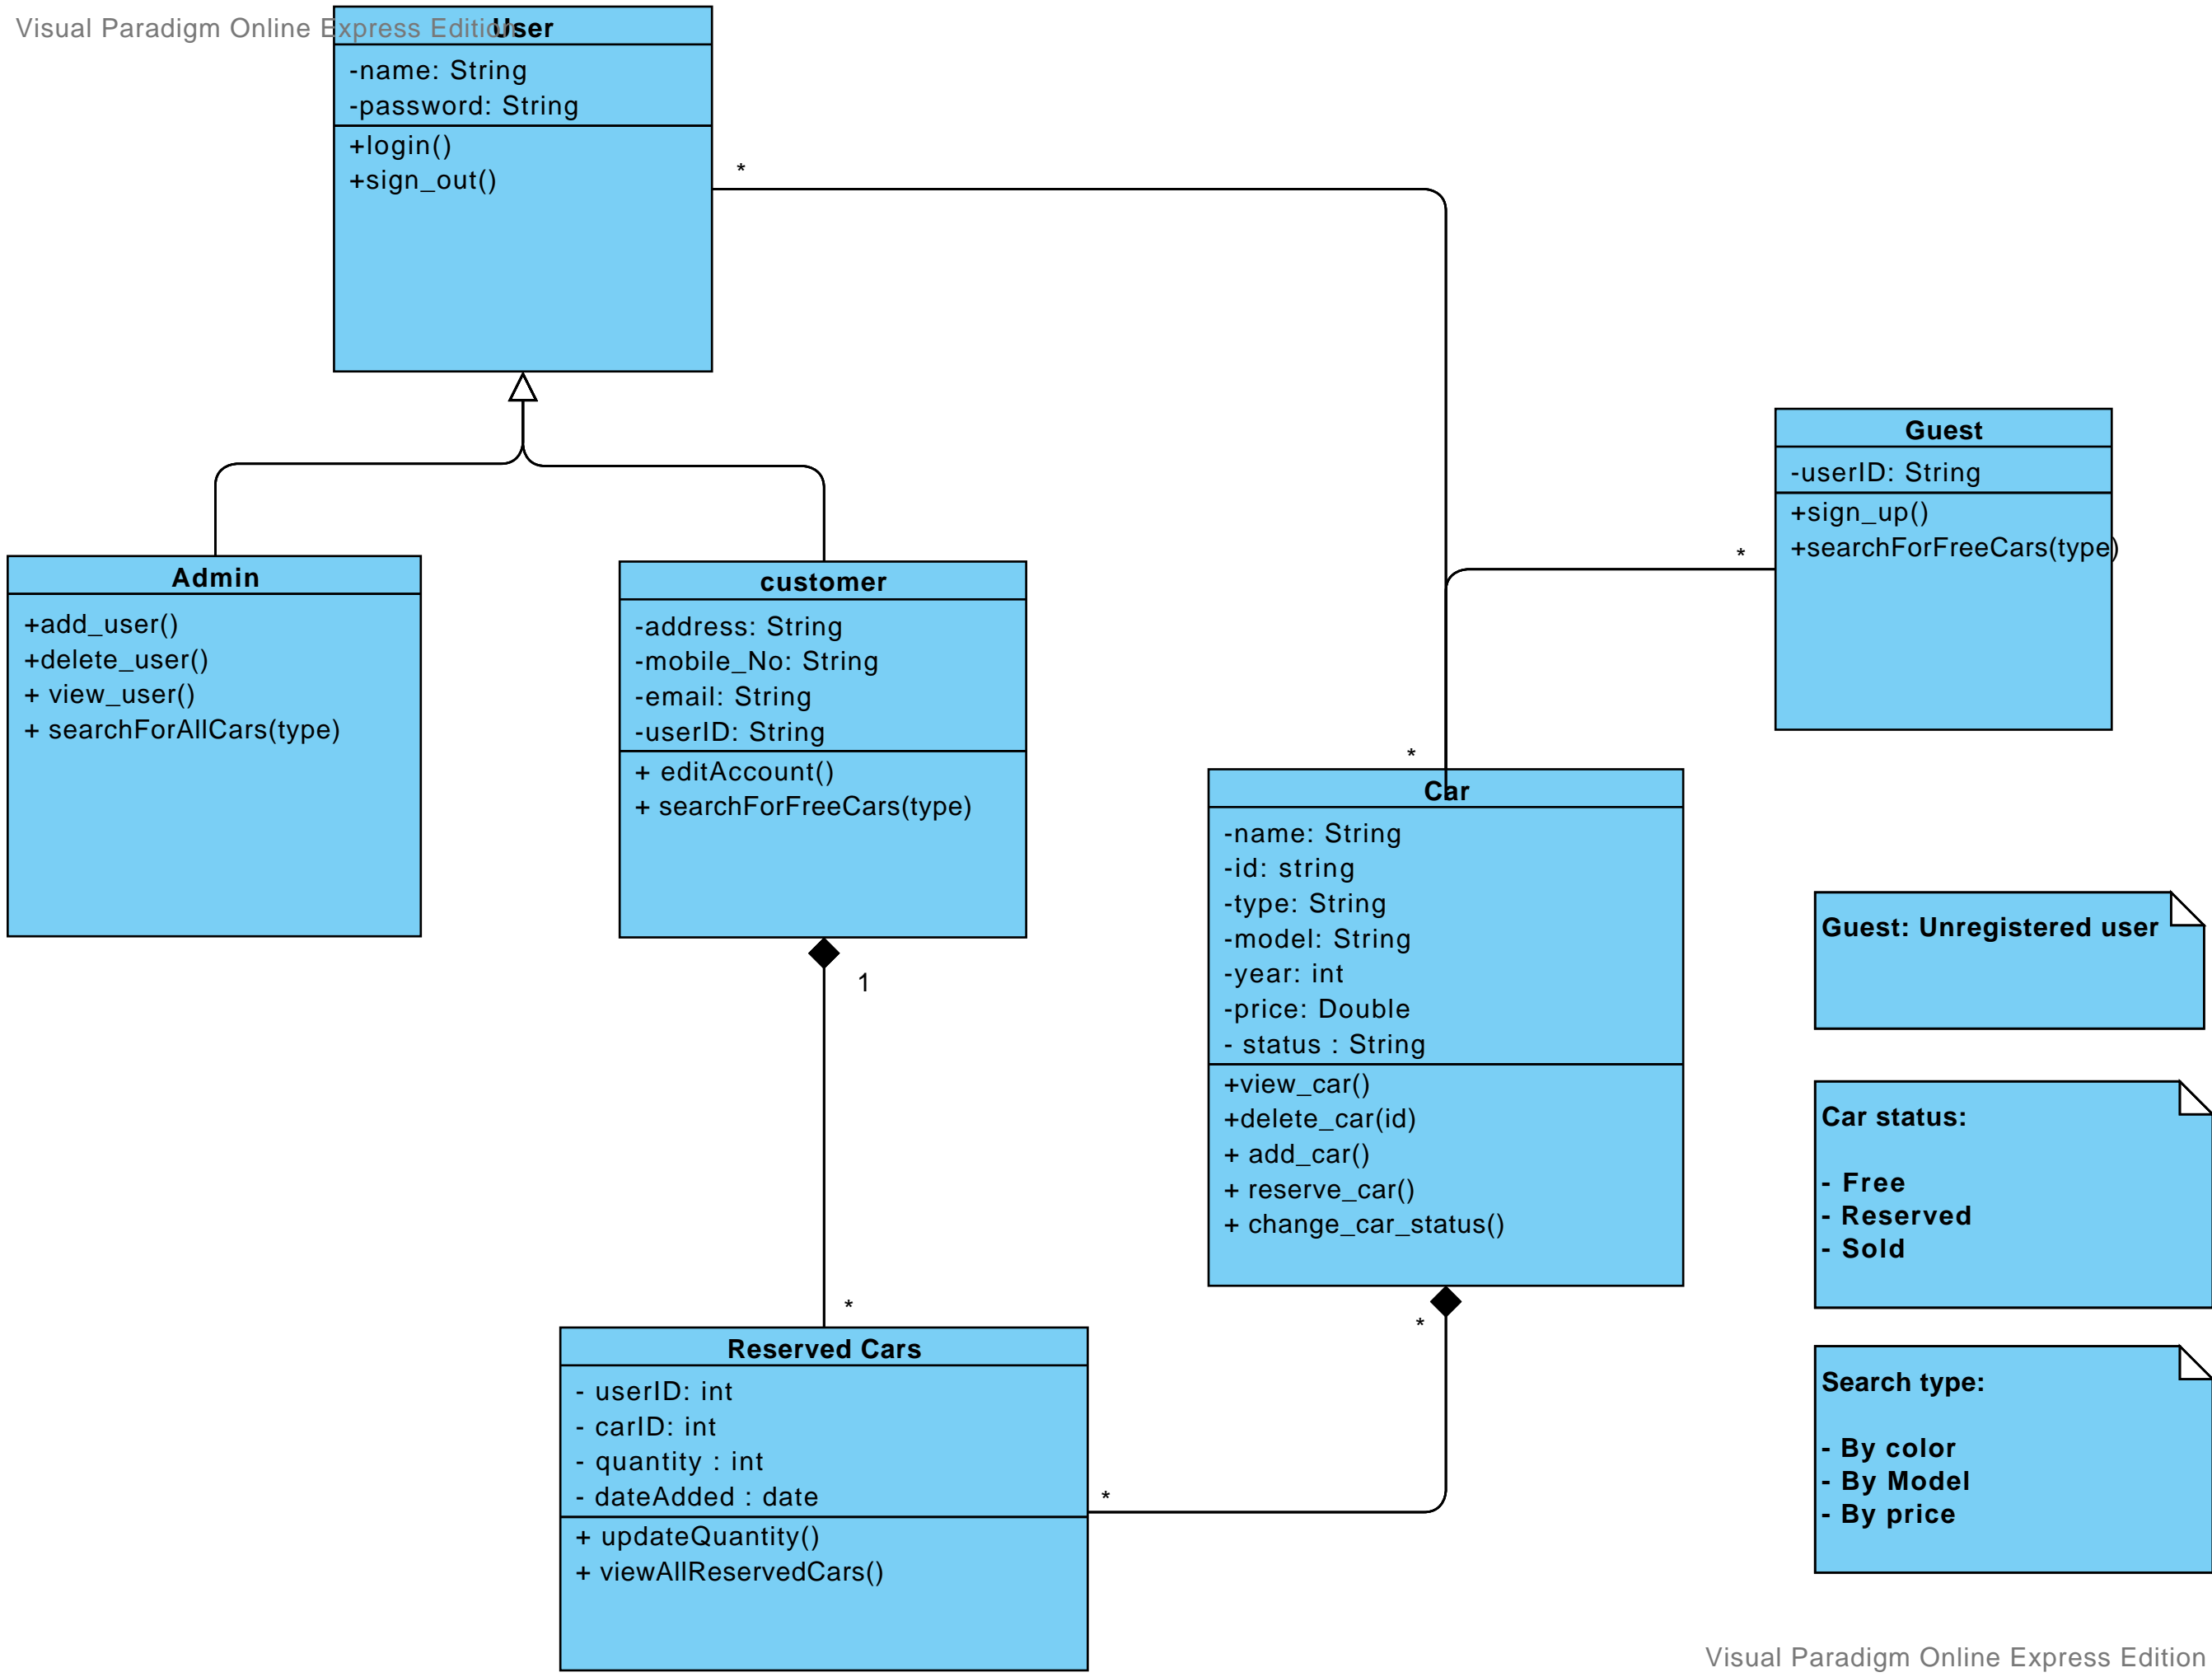 Visual Paradigm Online Express Edition
User
-name: String
-password: String
+login()
+sign_out()
*
Guest
-userID: String
+sign_up()
+searchForFreeCars(type)
*
Admin
+add_user()
+delete_user()
+ view_user()
+ searchForAllCars(type)
customer
-address: String
-mobile_No: String
-email: String
-userID: String
+ editAccount()
+ searchForFreeCars(type)
1
*
*
Car
-name: String
-id: string
-type: String
-model: String
-year: int
-price: Double
- status : String
+view_car()
+delete_car(id)
+ add_car()
+ reserve_car()
+ change_car_status()
*
Guest: Unregistered user
Car status:
- Free
- Reserved
- Sold
Reserved Cars
- userID: int
- carID: int
- quantity : int
- dateAdded : date
+ updateQuantity()
+ viewAllReservedCars()
*
Search type:
- By color
- By Model
- By price
Visual Paradigm Online Express Edition